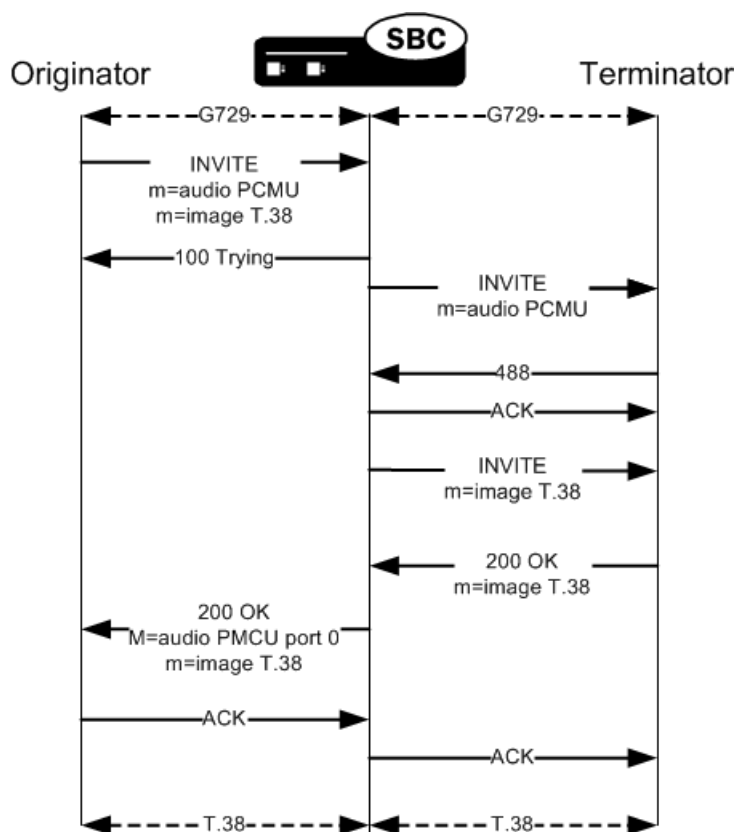 SBC
Originator
Terminator
G729
G729
INVITE
m=audio PCMU
m=image T.38
100 Trying
INVITE
m=audio PCMU
488
ACK
INVITE
m=image T.38
200 OK
m=image T.38
200 OK
M=audio PMCU port 0
m=image T.38
ACK
ACK
T.38
T.38